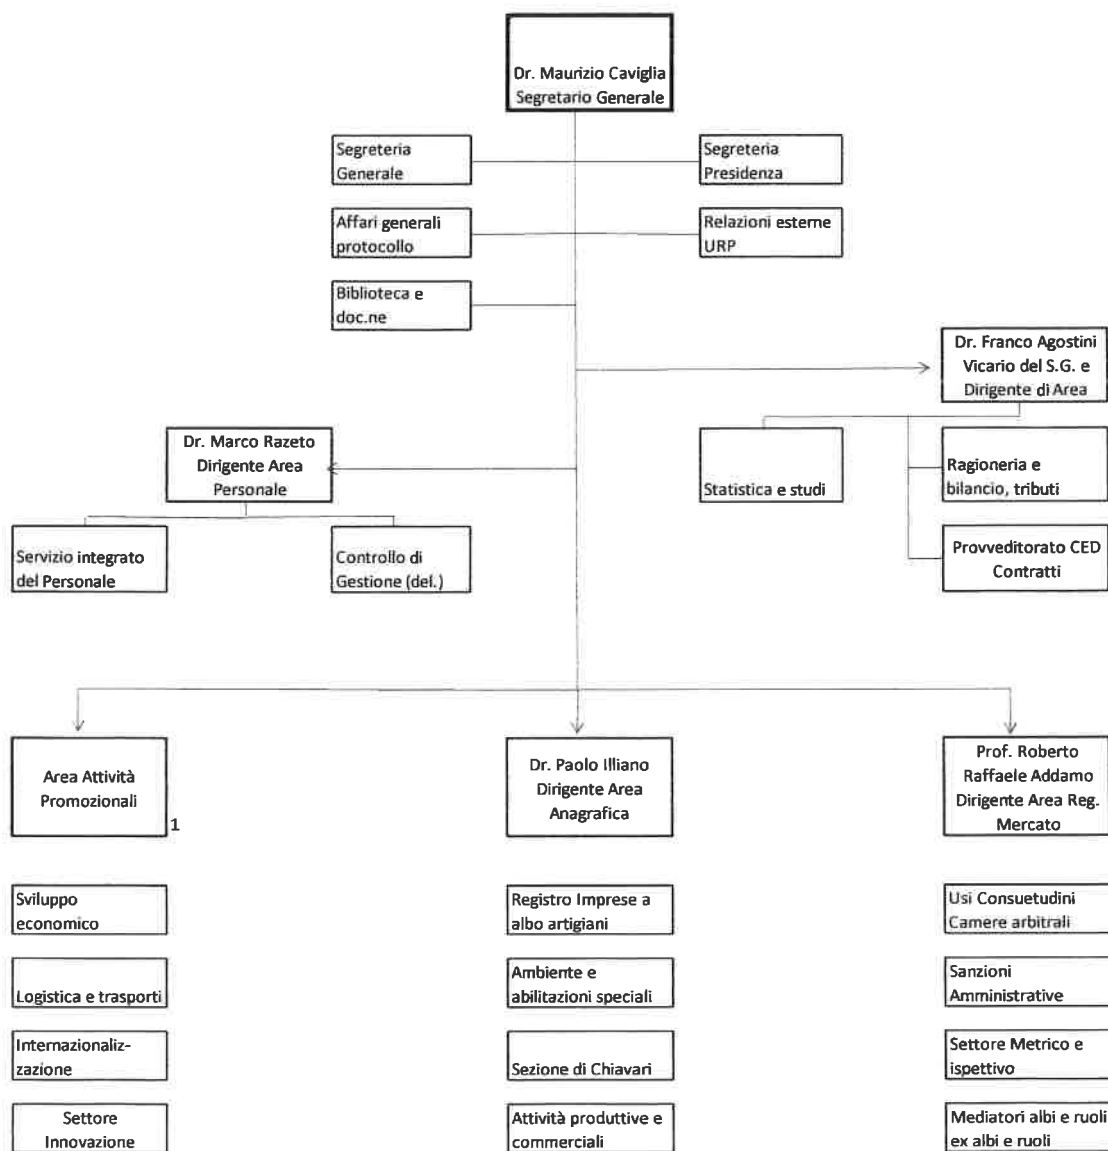 Dr. Maurizio Caviglia
Segretario Generale
Segreteria
Generale
Segreteria
Presidenza
Affari generali
protocollo
Relazioni esterne
URP
Biblioteca e
doc.ne
Dr. Franco Agostini
Vicario del S.G. e
Dirigente di Area
Dr. Marco Razeto
Dirigente Area
Personale
Statistica e studi
Ragioneria e
bilancio, tributi
Servizio integrato
del Personale
Controllo di
Gestione (del.)
Provveditorato CED
Contratti
Area Attività
Promozionali
1
Dr. Paolo Illiano
Dirigente Area
Anagrafica
Prof. Roberto
Raffaele Addamo
Dirigente Area Reg.
Mercato
Sviluppo
economico
Registro Imprese a
albo artigiani
Usi Consuetudini
Camere arbitrali
Logistica e trasporti
Ambiente e
abilitazioni speciali
Sanzioni
Amministrative
Internazionaliz-
zazione
Sezione di Chiavari
Settore Metrico e
ispettivo
Settore
Innovazione
Attività produttive e
commerciali
Mediatori albi e ruoli
ex albi e ruoli